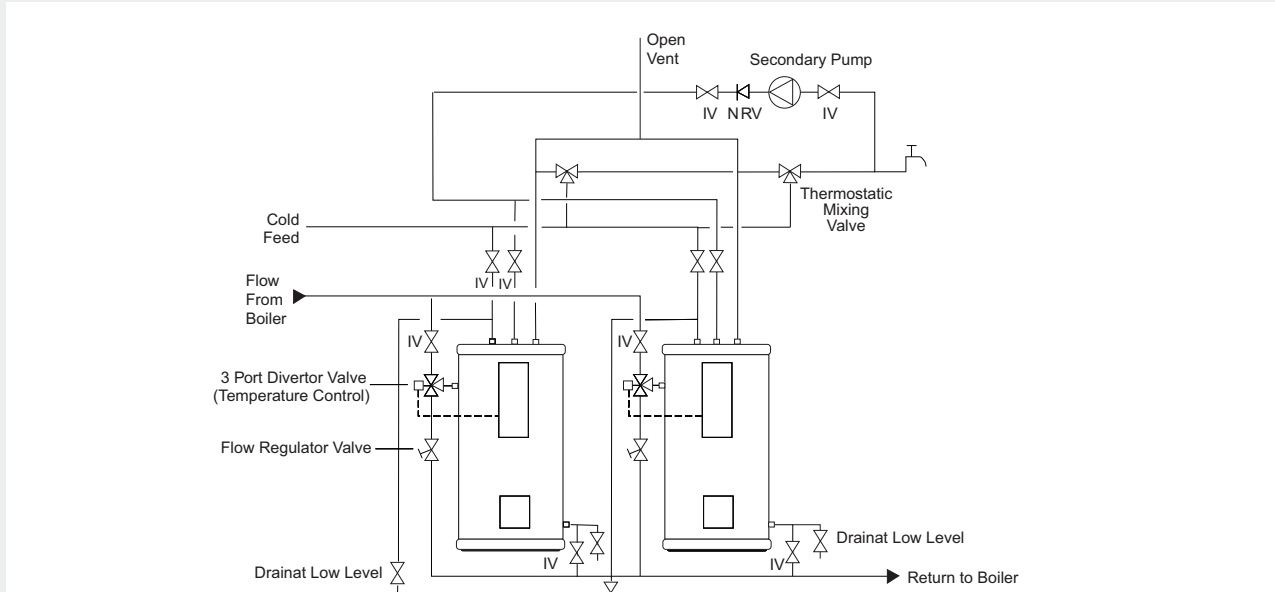 Open
Vent
Secondary Pump
IV
NRV
IV
Thermostatic
Mixing
Valve
Cold
Feed
IV
IV
Flow
From
Boiler
IV
IV
3 Port Divertor Valve
(Temperature Control)
Flow Regulator Valve
Drainat Low Level
IV
IV
Drainat Low Level
Return to Boiler